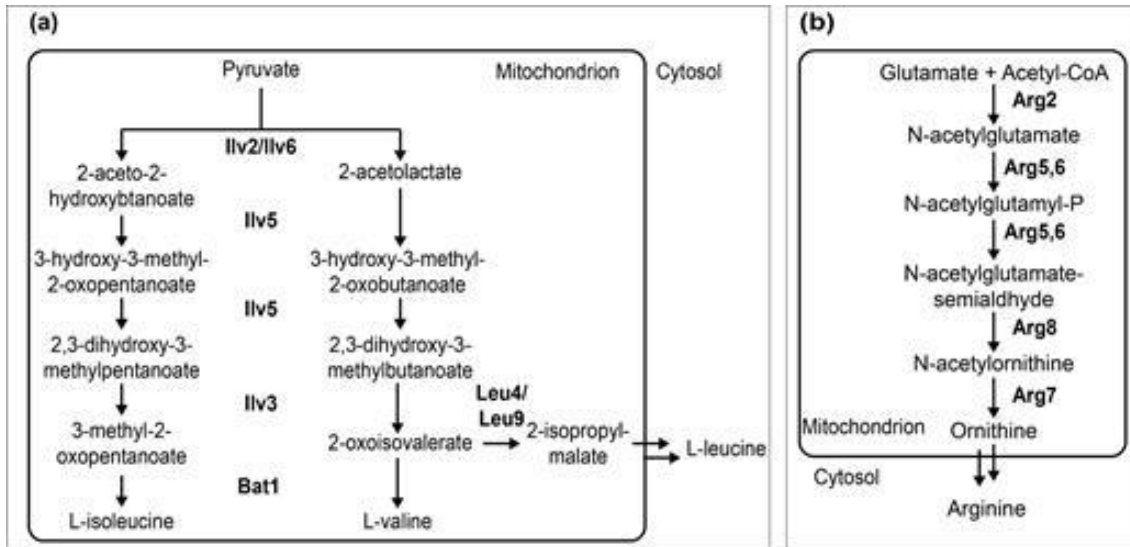 (a)
Pyruvate
Mitochondrion
Cytosol
Ilv2/Ilv6
2-aceto-2-
hydroxybtanoate
2-acetolactate
Ilv5
3-hydroxy-3-methyl-
2-oxopentanoate
3-hydroxy-3-methyl-
2-oxobutanoate
Ilv5
2,3-dihydroxy-3-
methylpentanoate
2,3-dihydroxy-3-
methylbutanoate
Ilv3
Leu4/
Leu9
3-methyl-2-
oxopentanoate
2-oxoisovalerate
2-isopropyl-
malate
L-leucine
Bat1
L-isoleucine
L-valine
(b)
Glutamate + Acetyl-CoA
Arg2
N-acetylglutamate
Arg5,6
N-acetylglutamyl-P
Arg5,6
N-acetylglutamate-
semialdhyde
Arg8
N-acetylornithine
Arg7
Mitochondrion
Ornithine
Cytosol
Arginine